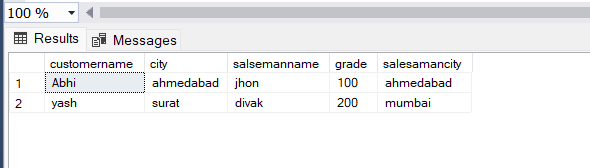 100 %
Results Messages
customername city salsemanname grade salesamancity
1 Abhi ahmedabad jhon 100 ahmedabad
2 yash surat divak 200 mumbai